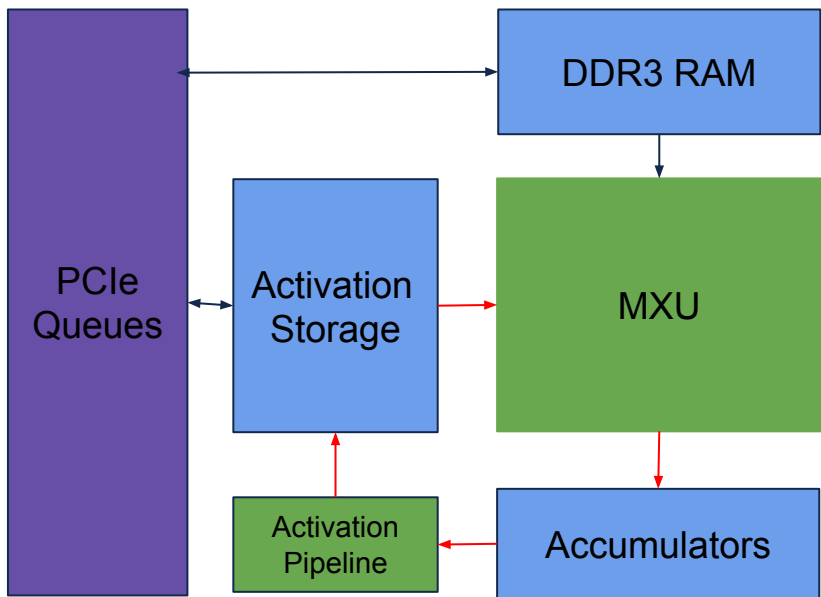 DDR3 RAM
PCIe
Queues
Activation
Storage
MXU
Activation
Pipeline
Accumulators